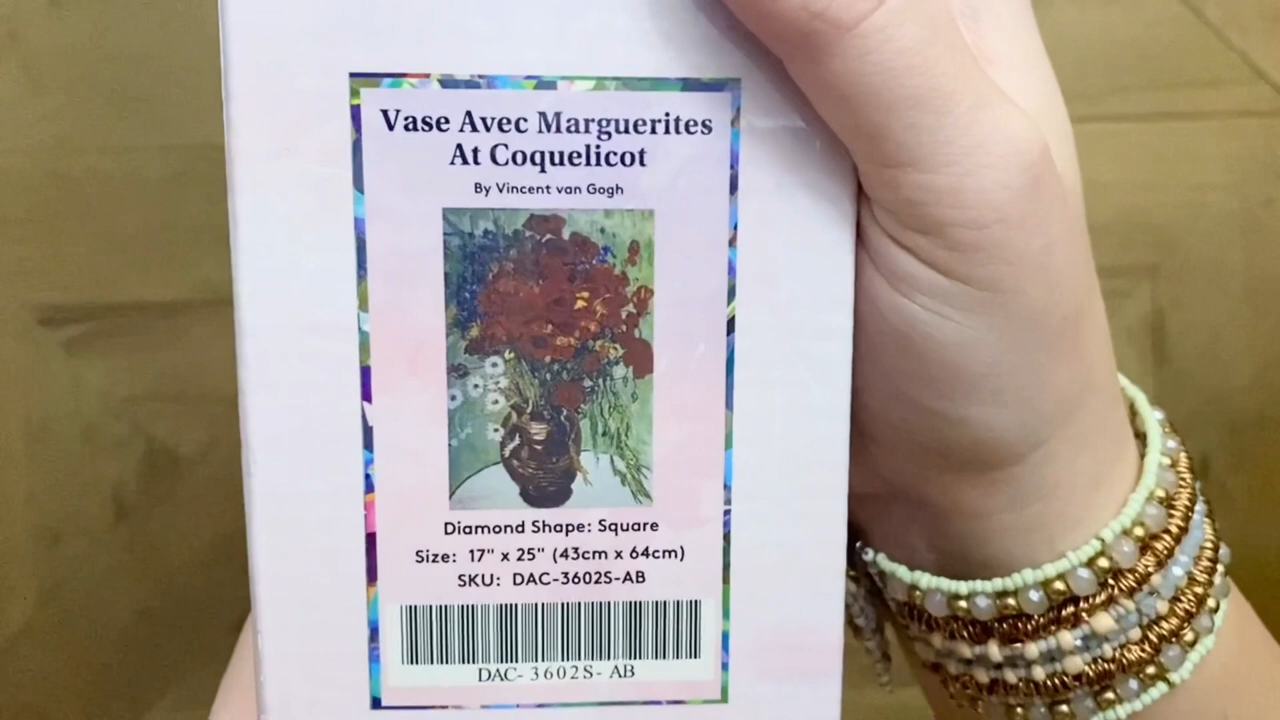 Vase Avec Marguerites
At Coquelicot
By Vincent van Gogh
Diamond Shape: Square
Size: 17" x 25" (43cm x 64cm)
SKU: DAC-3602S-AB
DAC- 3602S- AB